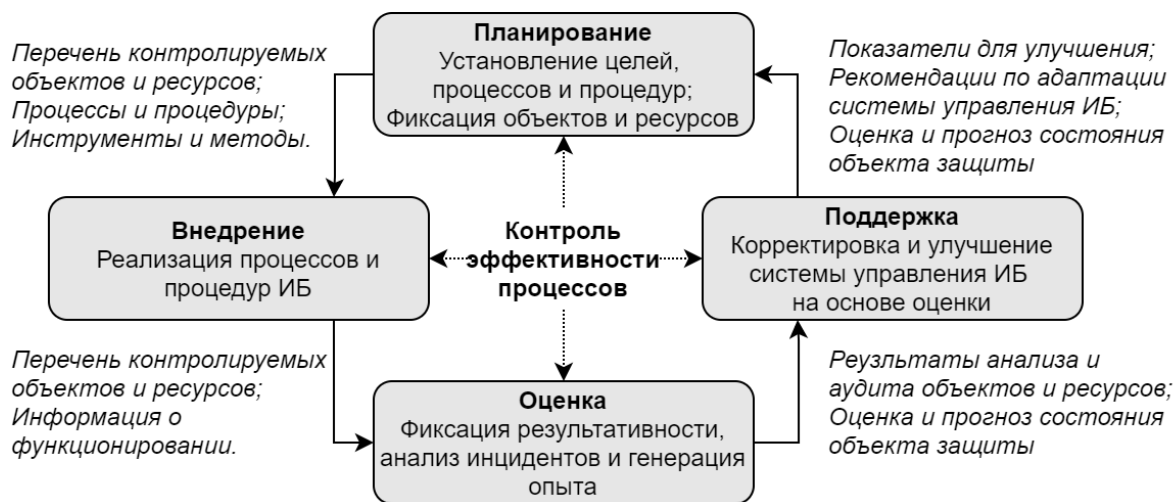 Планирование
Установление целей,
процессов и процедур;
Фиксация объектов и ресурсов
Перечень контролируемых
объектов и ресурсов;
Процессы и процедуры;
Инструменты и методы.
Показатели для улучшения;
Рекомендации по адаптации
системы управления ИБ;
Оценка и прогноз состояния
объекта защиты
Внедрение
Реализация процессов и
процедур ИБ
Контроль
эффективности
процессов
Поддержка
Корректировка и улучшение
системы управления ИБ
на основе оценки
Перечень контролируемых
объектов и ресурсов;
Информация о
функционировании.
Оценка
Фиксация результативности,
анализ инцидентов и генерация
опыта
Реузльтаты анализа и
аудита объектов и ресурсов;
Оценка и прогноз состояния
объекта защиты